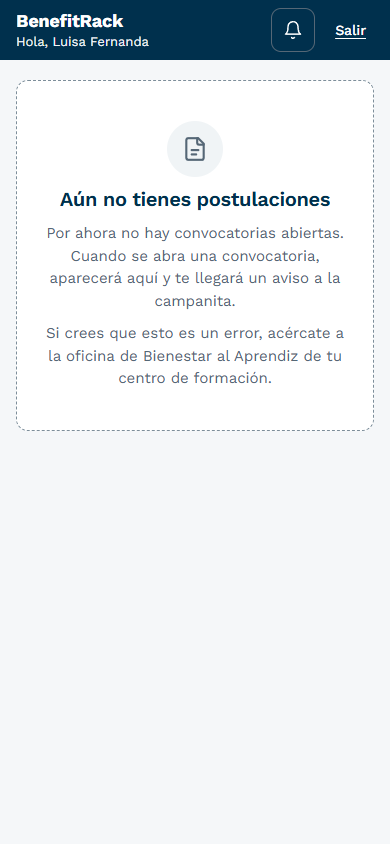 BenefitRack
Hola, Luisa Fernanda
Salir
Aún no tienes postulaciones
Por ahora no hay convocatorias abiertas.
Cuando se abra una convocatoria,
aparecerá aquí y te llegará un aviso a la
campanita.
Si crees que esto es un error, acércate a
la oficina de Bienestar al Aprendiz de tu
centro de formación.